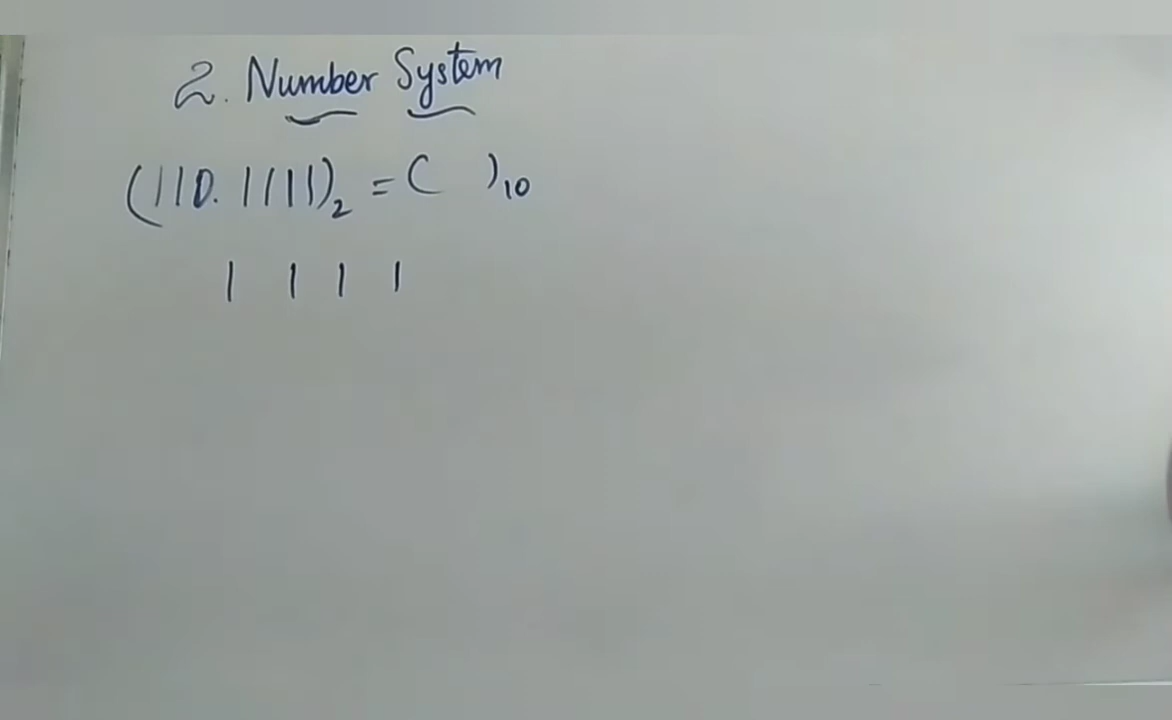 2. Number System
(110.1111)₂ = ( )₁₀
1 1 1 1